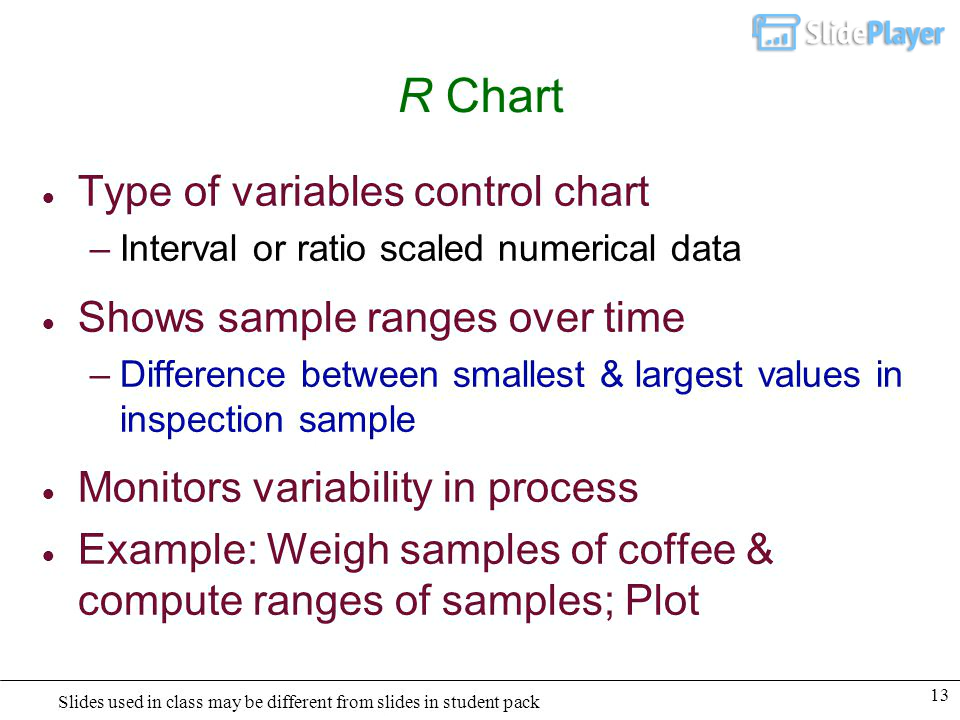 SlidePlayer
R Chart
● Type of variables control chart
– Interval or ratio scaled numerical data
● Shows sample ranges over time
– Difference between smallest & largest values in
inspection sample
● Monitors variability in process
● Example: Weigh samples of coffee &
compute ranges of samples; Plot
Slides used in class may be different from slides in student pack
13